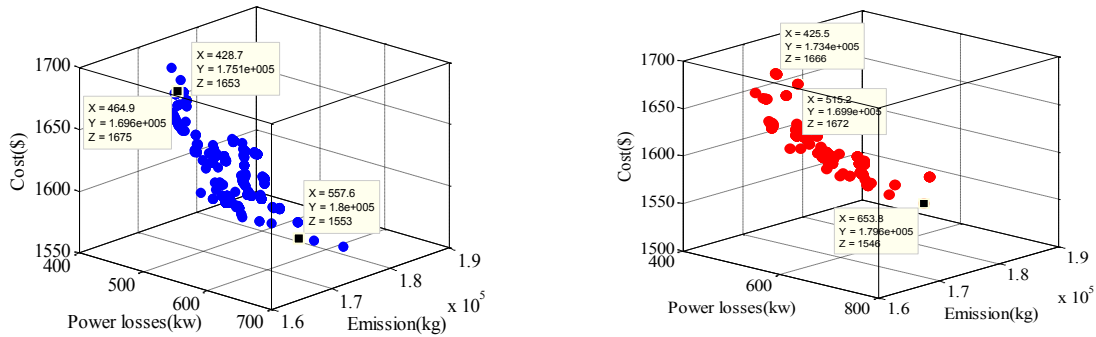 1700
1650
1600
1550
Cost($)
400
500
600
700
Power losses(kw)
1.6
1.7
1.8
1.9
x 10⁵
Emission(kg)
X = 428.7
Y = 1.751e+005
Z = 1653
X = 464.9
Y = 1.696e+005
Z = 1675
X = 557.6
Y = 1.8e+005
Z = 1553
1700
1650
1600
1550
1500
Cost($)
400
600
800
Power losses(kw)
1.6
1.7
1.8
1.9
x 10⁵
Emission(kg)
X = 425.5
Y = 1.734e+005
Z = 1666
X = 515.2
Y = 1.699e+005
Z = 1672
X = 653.8
Y = 1.796e+005
Z = 1546